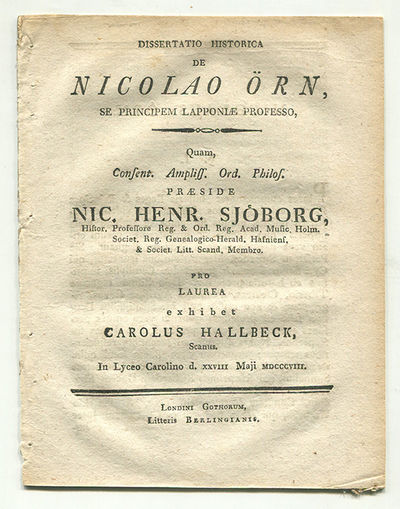 DISSERTATIO HISTORICA
DE
NICOLAO ÖRN,
SE PRINCIPEM LAPPONIÆ PROFESSO,
Quam,
Conſent. Ampliſſ. Ord. Philoſ.
PRÆSIDE
NIC. HENR. SJÖBORG,
Hiſtor. Profeſſore Reg. & Ord. Reg. Acad. Muſic. Holm.
Societ. Reg. Genealogico-Herald. Hafnienſ.
& Societ. Litt. Scand. Membro.
PRO
LAUREA
exhibet
CAROLUS HALLBECK,
Scanus.
In Lyceo Carolino d. XXVIII Maji MDCCCVIII.
LONDINI GOTHORUM,
Litteris BERLINGIANIS.